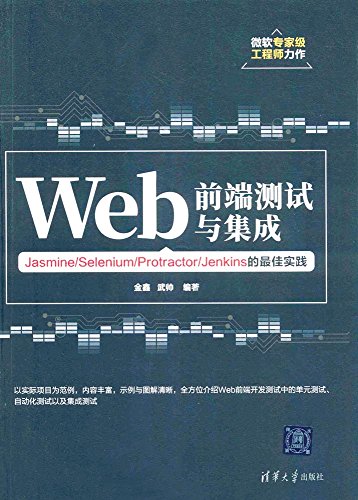 微软专家级
工程师力作
Web前端测试
与集成
Jasmine/Selenium/Protractor/Jenkins的最佳实践
金鑫 武帅 编著
以实际项目为范例，内容丰富，示例与图解清晰，全方位介绍Web前端开发测试中的单元测试、
自动化测试以及集成测试
清华大学出版社